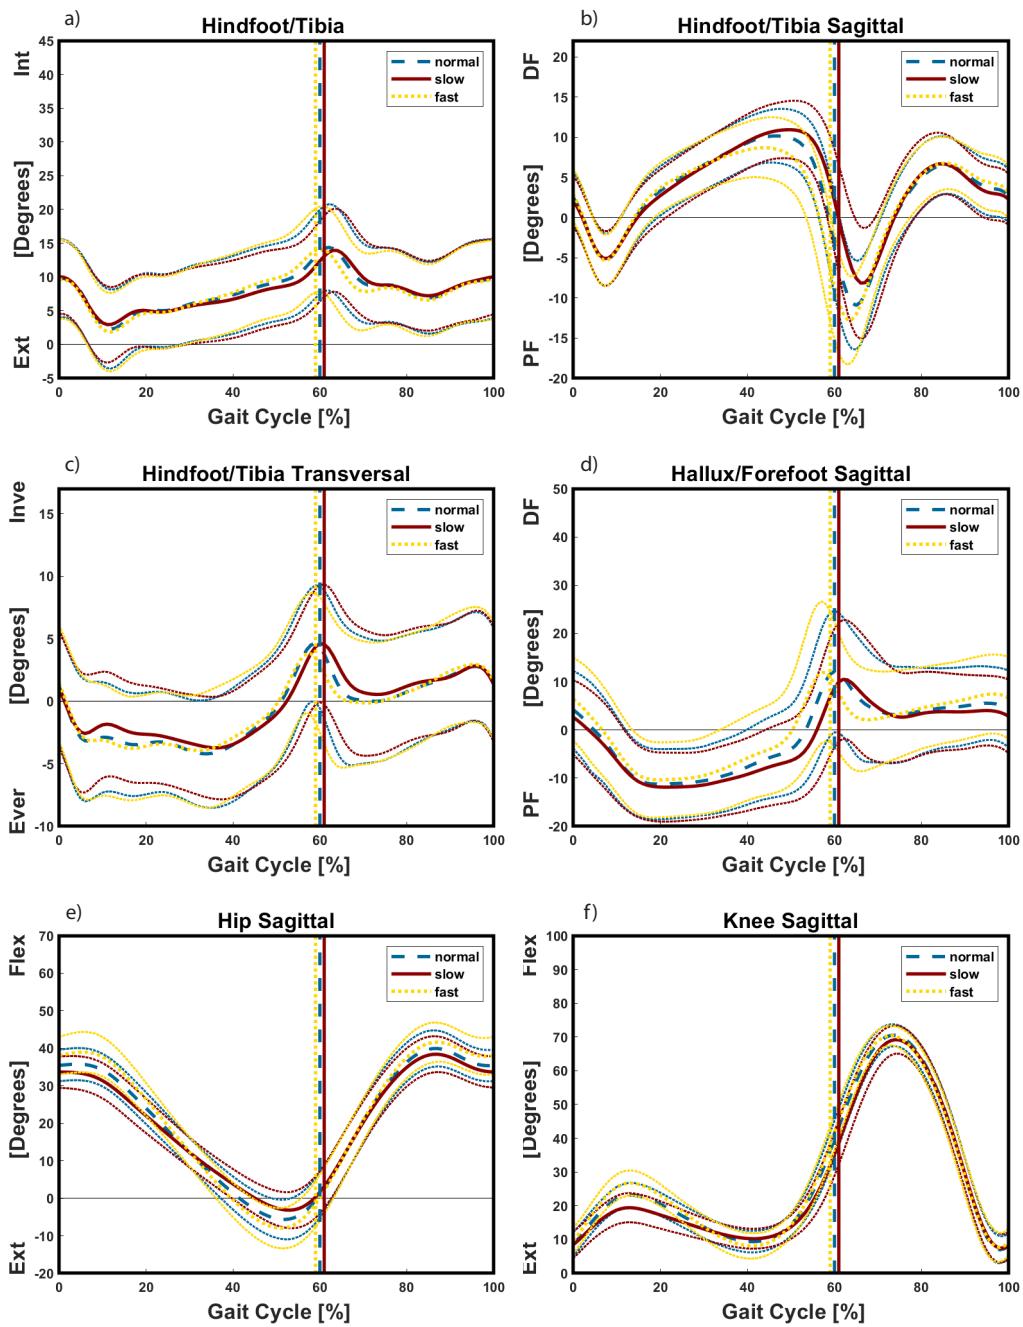 a)
Hindfoot/Tibia
Int
[Degrees]
Ext
45
40
35
30
25
20
15
10
5
0
-5
normal
slow
fast
0 20 40 60 80 100
Gait Cycle [%]
b)
Hindfoot/Tibia Sagittal
DF
[Degrees]
PF
20
15
10
5
0
-5
-10
-15
-20
normal
slow
fast
0 20 40 60 80 100
Gait Cycle [%]
c)
Hindfoot/Tibia Transversal
Inve
[Degrees]
Ever
15
10
5
0
-5
-10
normal
slow
fast
0 20 40 60 80 100
Gait Cycle [%]
d)
Hallux/Forefoot Sagittal
DF
[Degrees]
PF
50
40
30
20
10
0
-10
-20
normal
slow
fast
0 20 40 60 80 100
Gait Cycle [%]
e)
Hip Sagittal
Flex
[Degrees]
Ext
70
60
50
40
30
20
10
0
-10
-20
normal
slow
fast
0 20 40 60 80 100
Gait Cycle [%]
f)
Knee Sagittal
Flex
[Degrees]
Ext
100
90
80
70
60
50
40
30
20
10
0
normal
slow
fast
0 20 40 60 80 100
Gait Cycle [%]